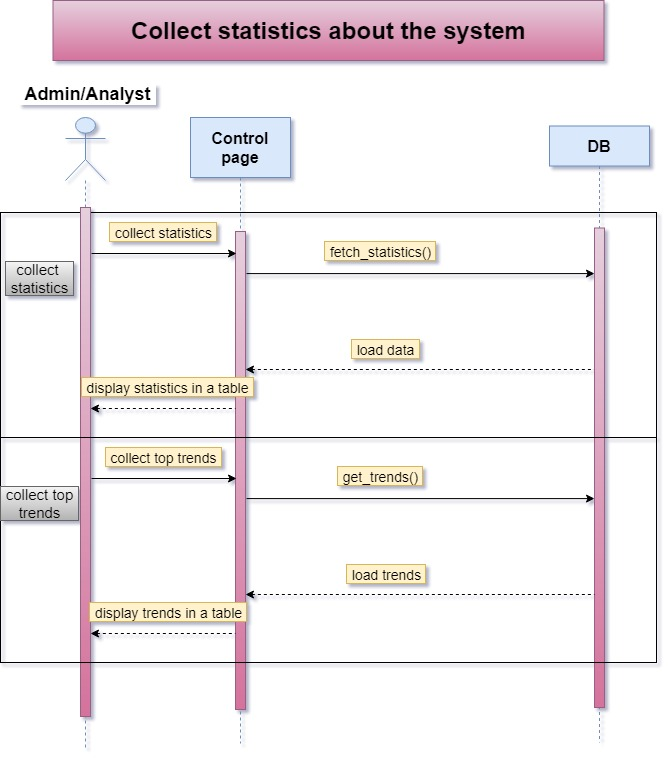 Collect statistics about the system
Admin/Analyst
Control
page
DB
collect statistics
fetch_statistics()
collect
statistics
load data
display statistics in a table
collect top trends
get_trends()
collect top
trends
load trends
display trends in a table